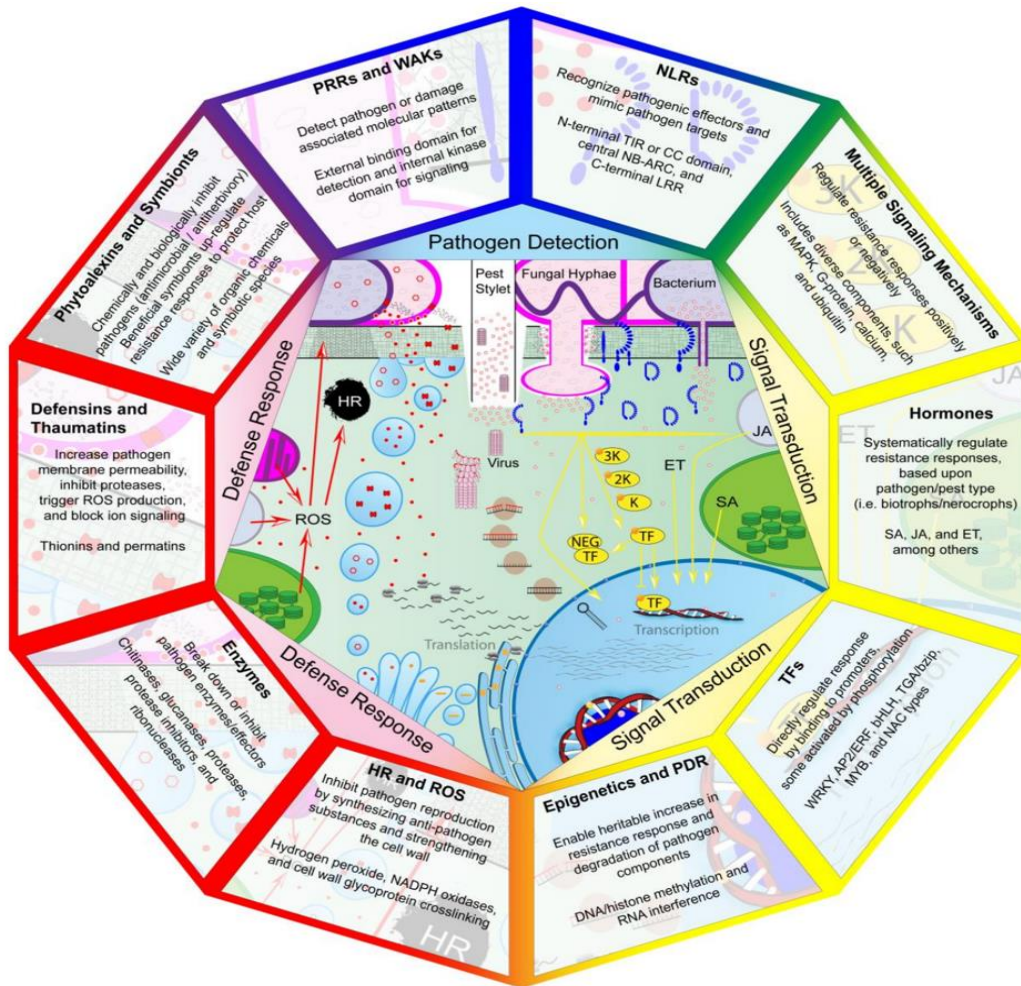 PRRs and WAKs
Detect pathogen or damage
associated molecular patterns
External binding domain for
detection and internal kinase
domain for signaling
NLRs
Recognize pathogenic effectors and
mimic pathogen targets
N-terminal TIR or CC domain,
central NB-ARC, and
C-terminal LRR
Multiple Signaling Mechanisms
Regulate resistance responses positively
or negatively
Includes diverse components, such
as MAPK, G-protein, calcium,
and ubiquitin
3K
2K
K
Hormones
Systematically regulate
resistance responses,
based upon
pathogen/pest type
(i.e. biotrophs/nerocrophs)
SA, JA, and ET,
among others
JA
ET
TFs
Directly regulate response
by binding to promoters,
some activated by phosphorylation
WRKY, AP2/ERF, bHLH, TGA/bzip,
MYB, and NAC types
Epigenetics and PDR
Enable heritable increase in
resistance response and
degradation of pathogen
components
DNA/histone methylation and
RNA interference
HR and ROS
Inhibit pathogen reproduction
by synthesizing anti-pathogen
substances and strengthening
the cell wall
Hydrogen peroxide, NADPH oxidases,
and cell wall glycoprotein crosslinking
HR
Enzymes
Break down or inhibit
pathogen enzymes/effectors
Chitinases, glucanases, proteases,
protease inhibitors, and
ribonucleases
Defensins and
Thaumatins
Increase pathogen
membrane permeability,
inhibit proteases,
trigger ROS production,
and block ion signaling
Thionins and permatins
Phytoalexins and Symbionts
Chemically and biologically inhibit
pathogens (antimicrobial / antiherbivory)
Beneficial symbionts up-regulate
resistance responses to protect host
Wide variety of organic chemicals
and symbiotic species
Pathogen Detection
Signal Transduction
Signal Transduction
Defense Response
Defense Response
Pest
Stylet
Fungal Hyphae
Bacterium
HR
Virus
JA
3K
ET
2K
K
SA
ROS
NEG
TF
TF
TF
Transcription
Translation